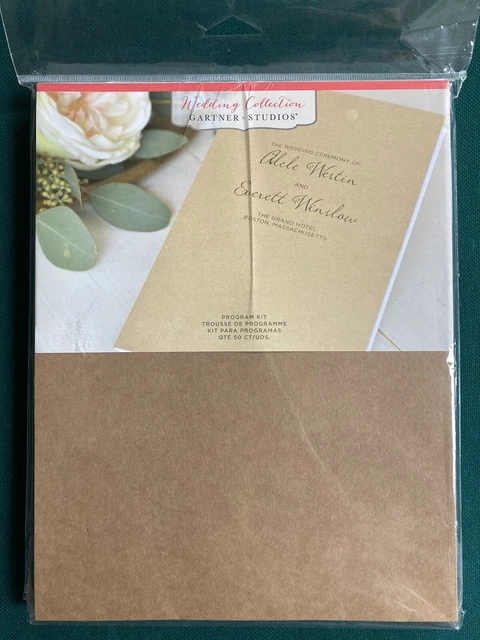 Wedding Collection
GARTNER STUDIOS®
THE WEDDING CEREMONY OF
Adele Westin
AND
Everett Winslow
THE GRAND HOTEL
BOSTON, MASSACHUSETTS
PROGRAM KIT
TROUSSE DE PROGRAMME
KIT PARA PROGRAMAS
QTÉ 50 CT/UDS.